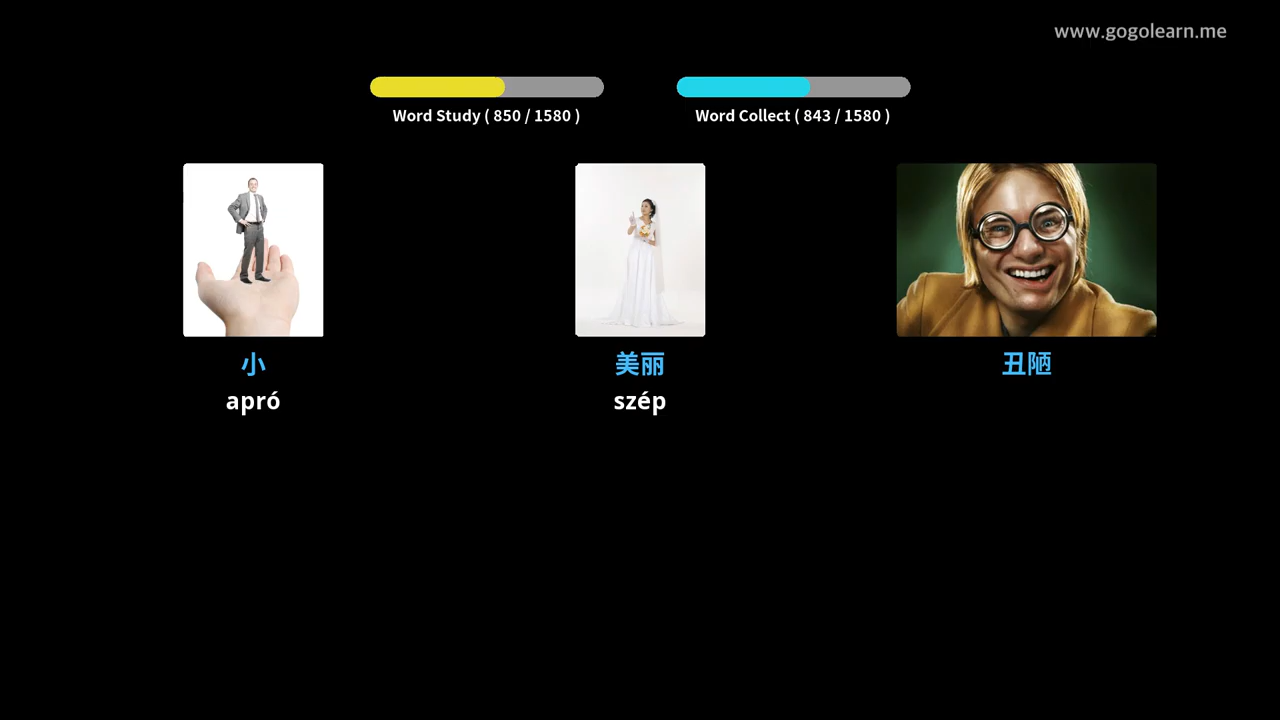 www.gogolearn.me
Word Study ( 850 / 1580 )
Word Collect ( 843 / 1580 )
小
美丽
丑陋
apró
szép